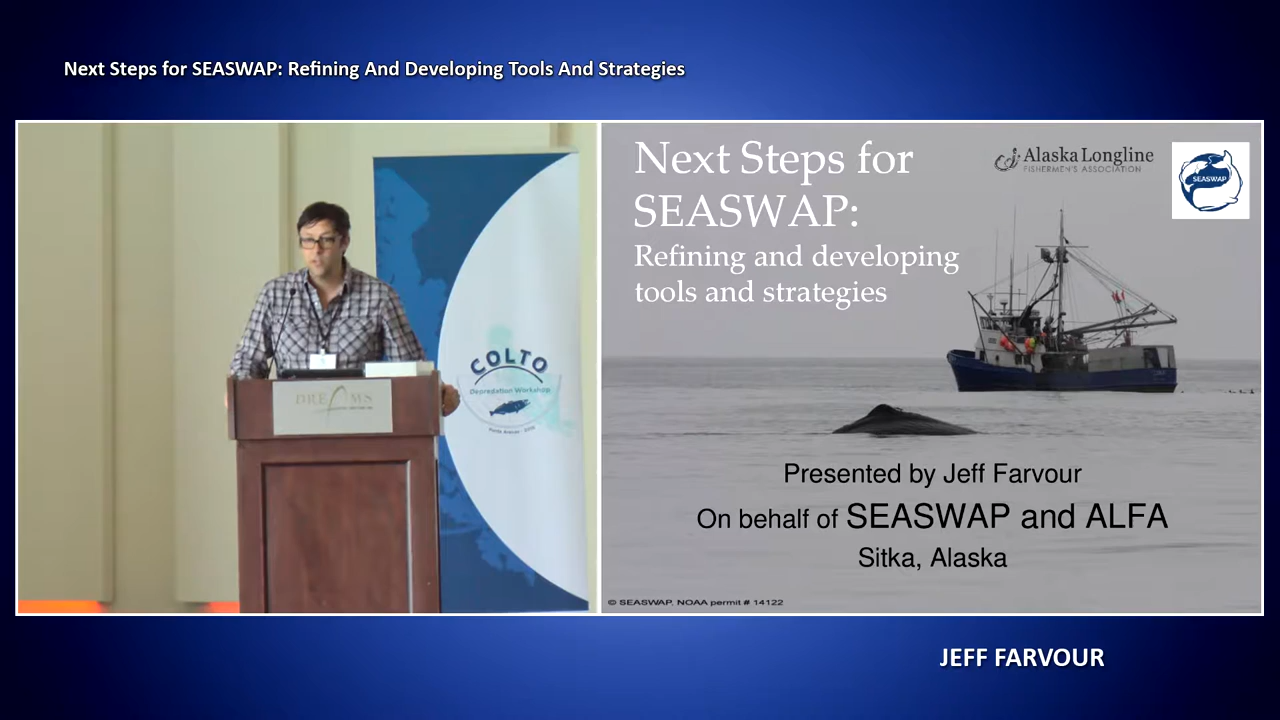 Next Steps for SEASWAP: Refining And Developing Tools And Strategies
COLTO
Depredation Workshop
DREAMS
Next Steps for
SEASWAP:
Refining and developing
tools and strategies
Alaska Longline
FISHERMEN'S ASSOCIATION
SEASWAP
Presented by Jeff Farvour
On behalf of SEASWAP and ALFA
Sitka, Alaska
© SEASWAP, NOAA permit # 14122
JEFF FARVOUR